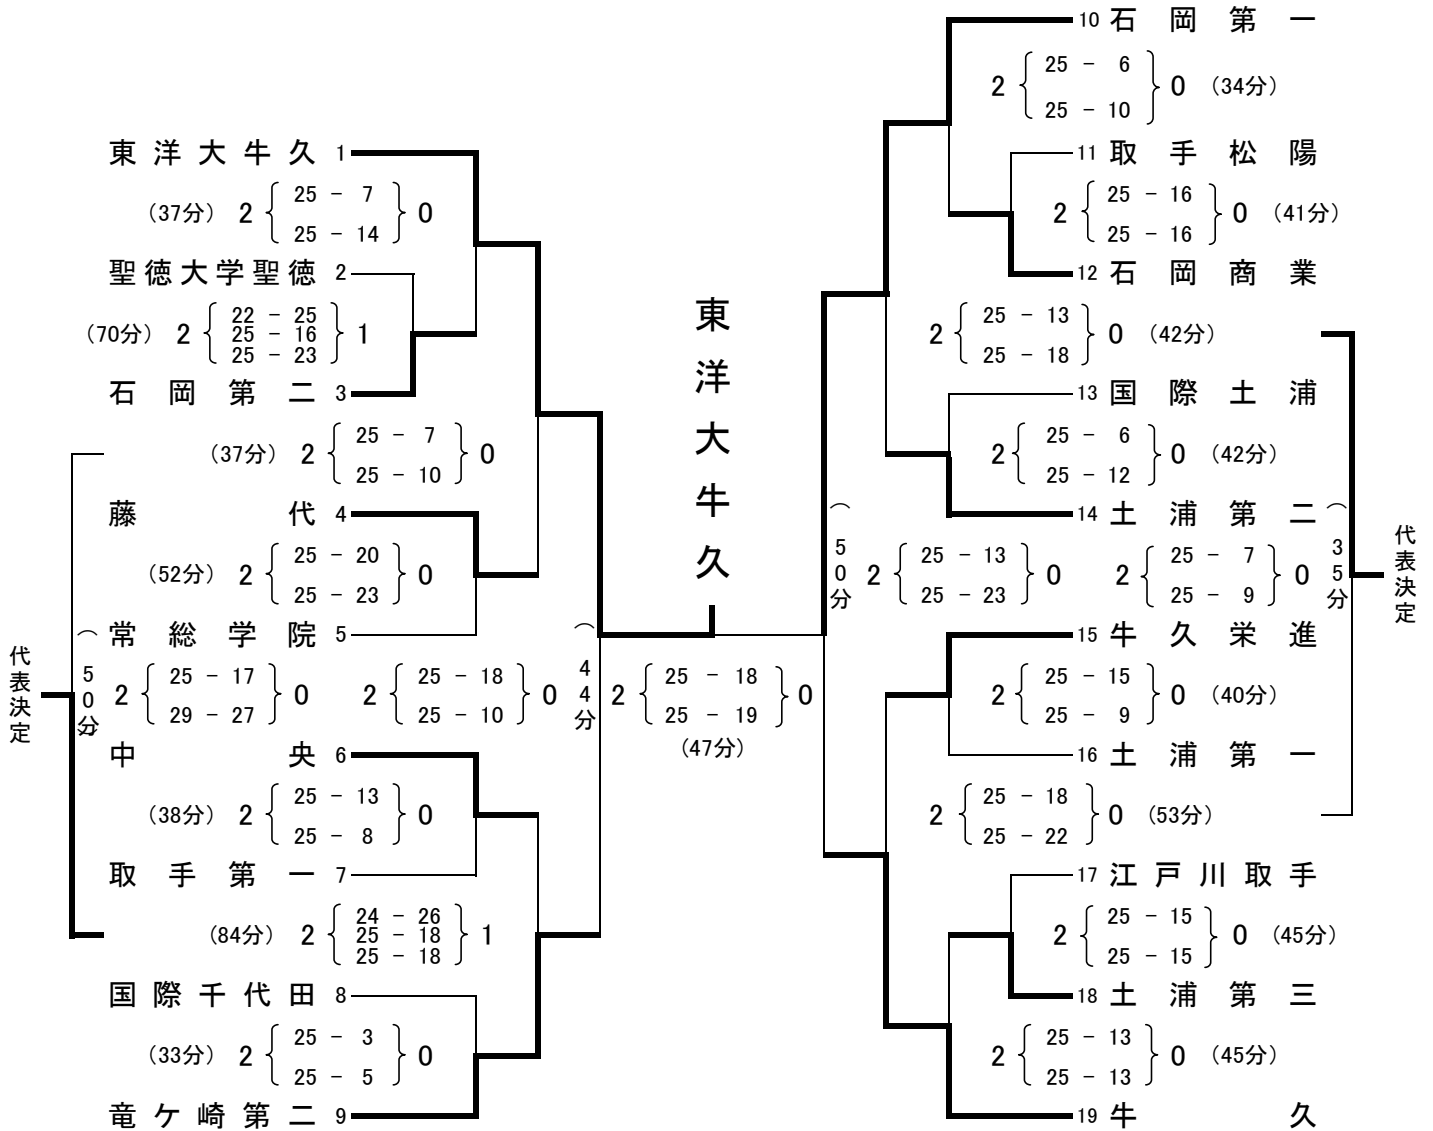 東洋大牛久 1
(37分) 2 25 - 7 0
25 - 14
聖徳大学聖徳 2
(70分) 2 22 - 25 1
25 - 16
25 - 23
石岡第二 3
(37分) 2 25 - 7 0
25 - 10
藤代 4
(52分) 2 25 - 20 0
25 - 23
常総学院 5
代表決定
(50分)
2 25 - 17 0
29 - 27
2 25 - 18 0
25 - 10
(44分)
中央 6
(38分) 2 25 - 13 0
25 - 8
取手第一 7
(84分) 2 24 - 26 1
25 - 18
25 - 18
国際千代田 8
(33分) 2 25 - 3 0
25 - 5
竜ケ崎第二 9
東洋大牛久
2 25 - 18 0
25 - 19
(47分)
10 石岡第一
2 25 - 6 0 (34分)
25 - 10
11 取手松陽
2 25 - 16 0 (41分)
25 - 16
12 石岡商業
2 25 - 13 0 (42分)
25 - 18
13 国際土浦
2 25 - 6 0 (42分)
25 - 12
14 土浦第二
(50分)
2 25 - 13 0
25 - 23
2 25 - 7 0
25 - 9
(35分)
代表決定
15 牛久栄進
2 25 - 15 0 (40分)
25 - 9
16 土浦第一
2 25 - 18 0 (53分)
25 - 22
17 江戸川取手
2 25 - 15 0 (45分)
25 - 15
18 土浦第三
2 25 - 13 0 (45分)
25 - 13
19 牛久